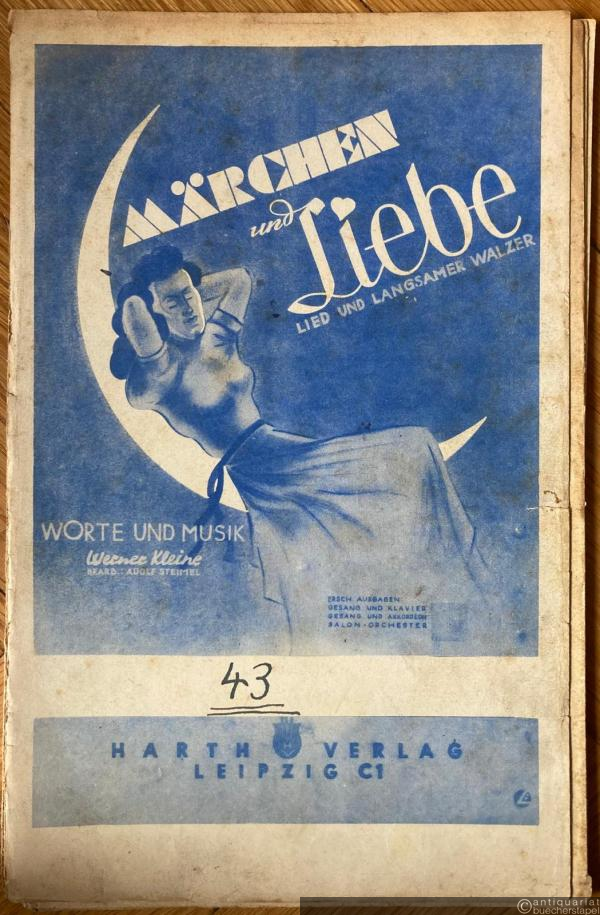 MÄRCHEN
und Liebe
LIED UND LANGSAMER WALZER
WORTE UND MUSIK
Werner Kleine
BEARB.: ADOLF STEIMEL
ERSCH. AUSGABEN:
GESANG UND KLAVIER
GESANG UND AKKORDEON
SALON-ORCHESTER
43
HARTH VERLAG
LEIPZIG C1
©antiquariat
buecherstapel